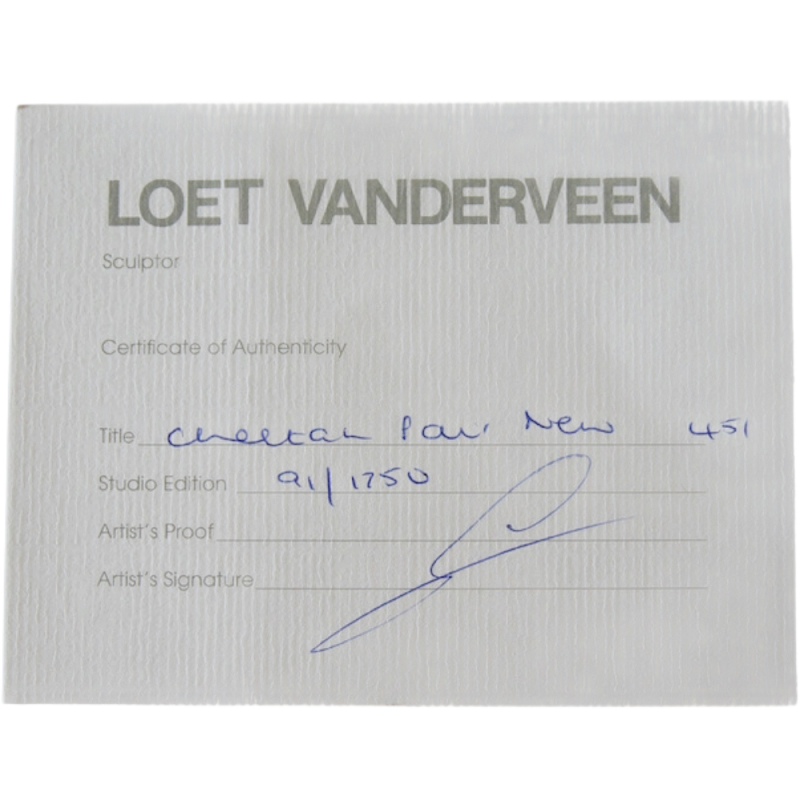 LOET VANDERVEEN
Sculptor
Certificate of Authenticity
Title Cheetah Pair New 451
Studio Edition 91/1750
Artist's Proof
Artist's Signature